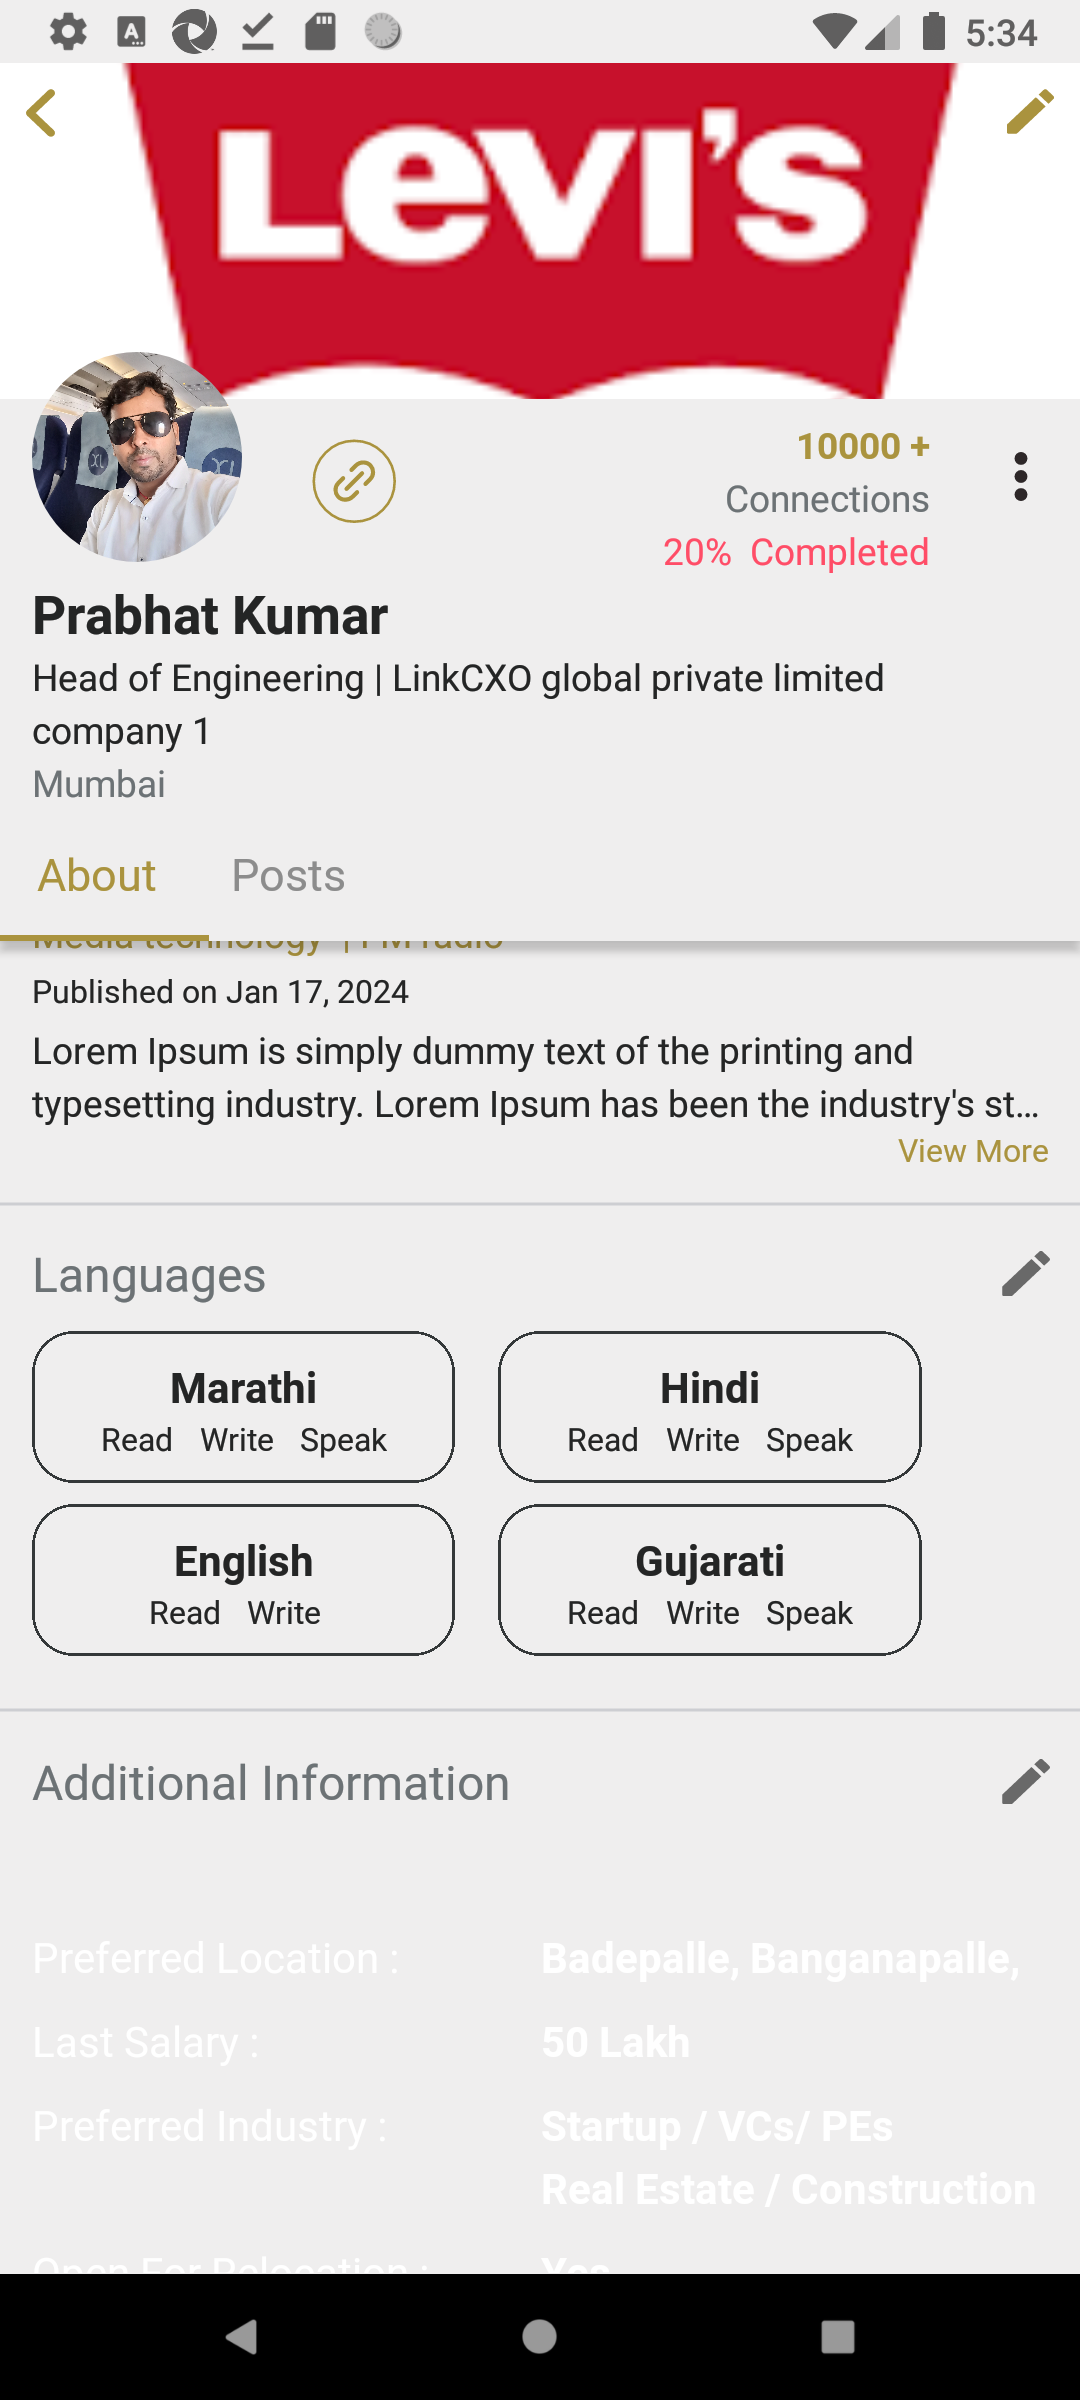 5:34
LEVI'S
10000 +
Connections
20% Completed
Prabhat Kumar
Head of Engineering | LinkCXO global private limited
company 1
Mumbai
About Posts
Media technology | FM radio
Published on Jan 17, 2024
Lorem Ipsum is simply dummy text of the printing and
typesetting industry. Lorem Ipsum has been the industry's st...
View More
Languages
Marathi Hindi
Read Write Speak Read Write Speak
English Gujarati
Read Write Read Write Speak
Additional Information
Preferred Location : Badepalle, Banganapalle,
Last Salary : 50 Lakh
Preferred Industry : Startup / VCs/ PEs
Real Estate / Construction
Open For Relocation : Yes